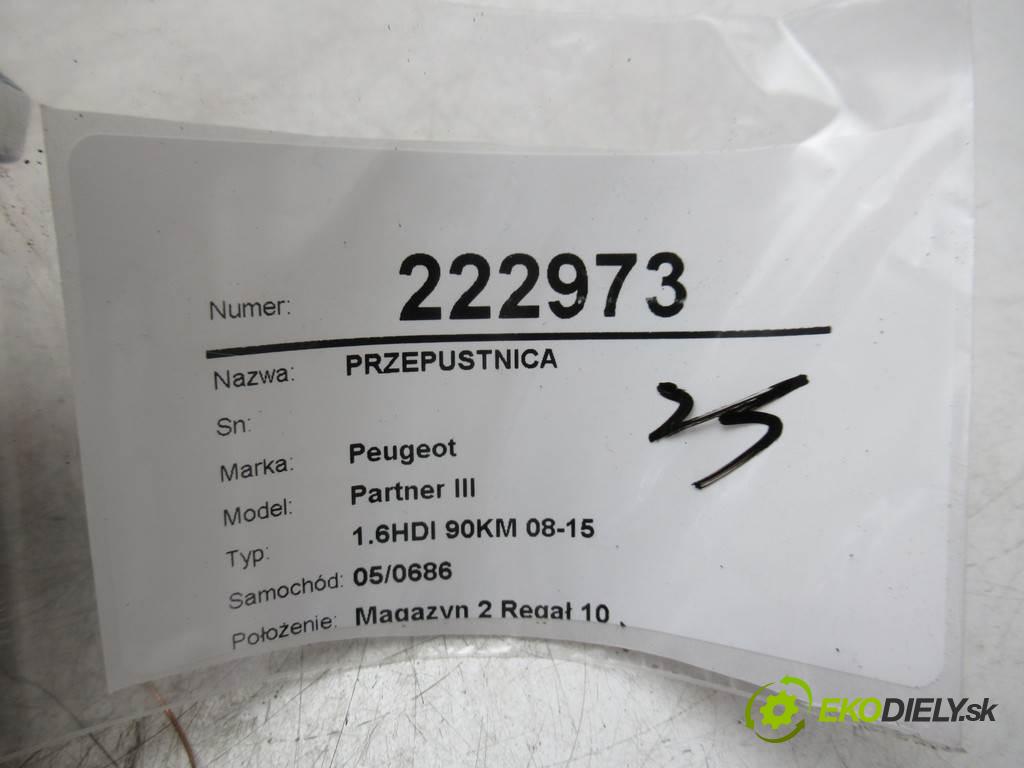 Numer: 222973
Nazwa: PRZEPUSTNICA
25
Sn:
Marka: Peugeot
Model: Partner III
Typ: 1.6HDI 90KM 08-15
Samochód: 05/0686
Położenie: Magazyn 2 Regał 10
EKODIELY.sk